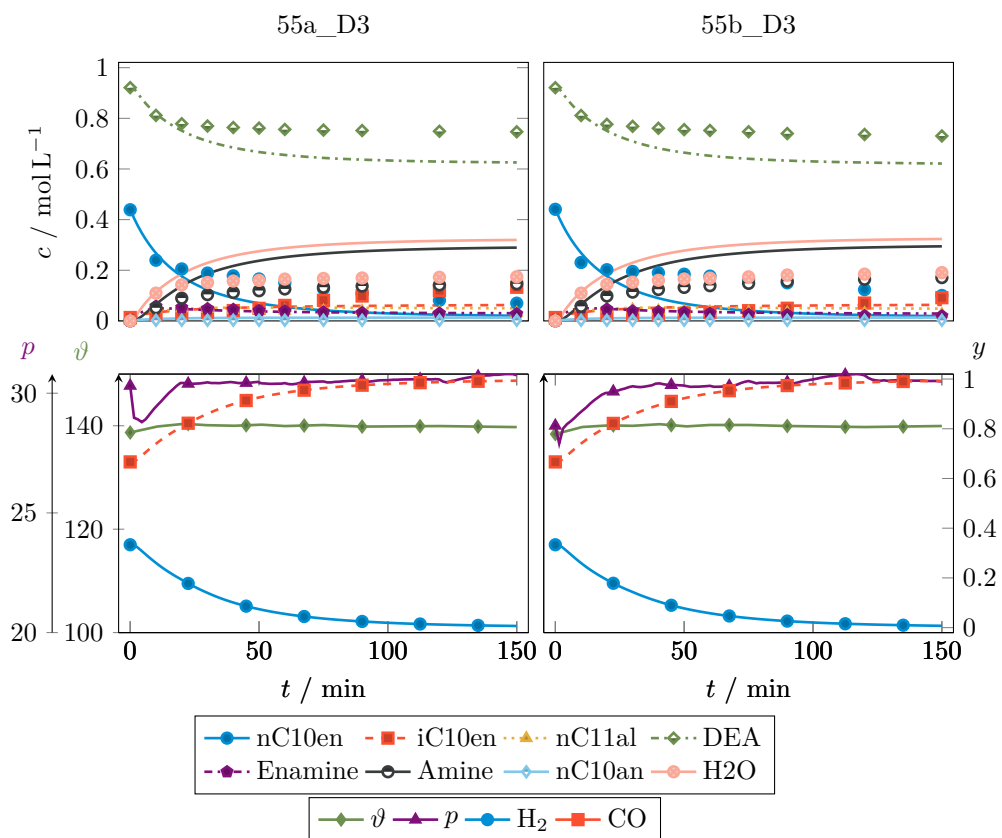 55a_D3 55b_D3
1
0.8
0.6
0.4
0.2
0
c / mol L⁻¹
p ϑ y
30 140 1
0.8
0.6
25 120 0.4
0.2
20 100 0
0 50 100 150 0 50 100 150
t / min t / min
nC10en iC10en nC11al DEA
Enamine Amine nC10an H2O
ϑ p H₂ CO